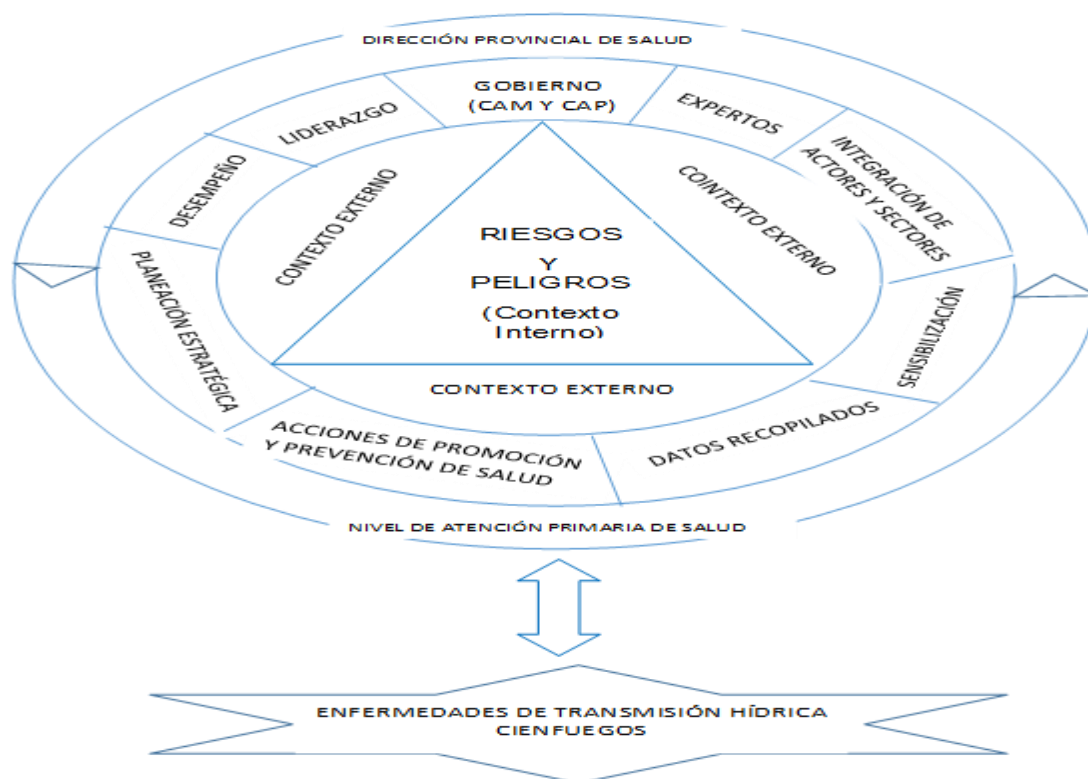 DIRECCIÓN PROVINCIAL DE SALUD
GOBIERNO
(CAM Y CAP)
EXPERTOS
INTEGRACIÓN DE
ACTORES Y SECTORES
SENSIBILIZACIÓN
DATOS RECOPILADOS
ACCIONES DE PROMOCIÓN
Y PREVENCIÓN DE SALUD
PLANEACIÓN ESTRATÉGICA
DESEMPEÑO
LIDERAZGO
CONTEXTO EXTERNO
COINTEXTO EXTERNO
RIESGOS
Y
PELIGROS
(Contexto
Interno)
CONTEXTO EXTERNO
NIVEL DE ATENCIÓN PRIMARIA DE SALUD
ENFERMEDADES DE TRANSMISIÓN HÍDRICA
CIENFUEGOS